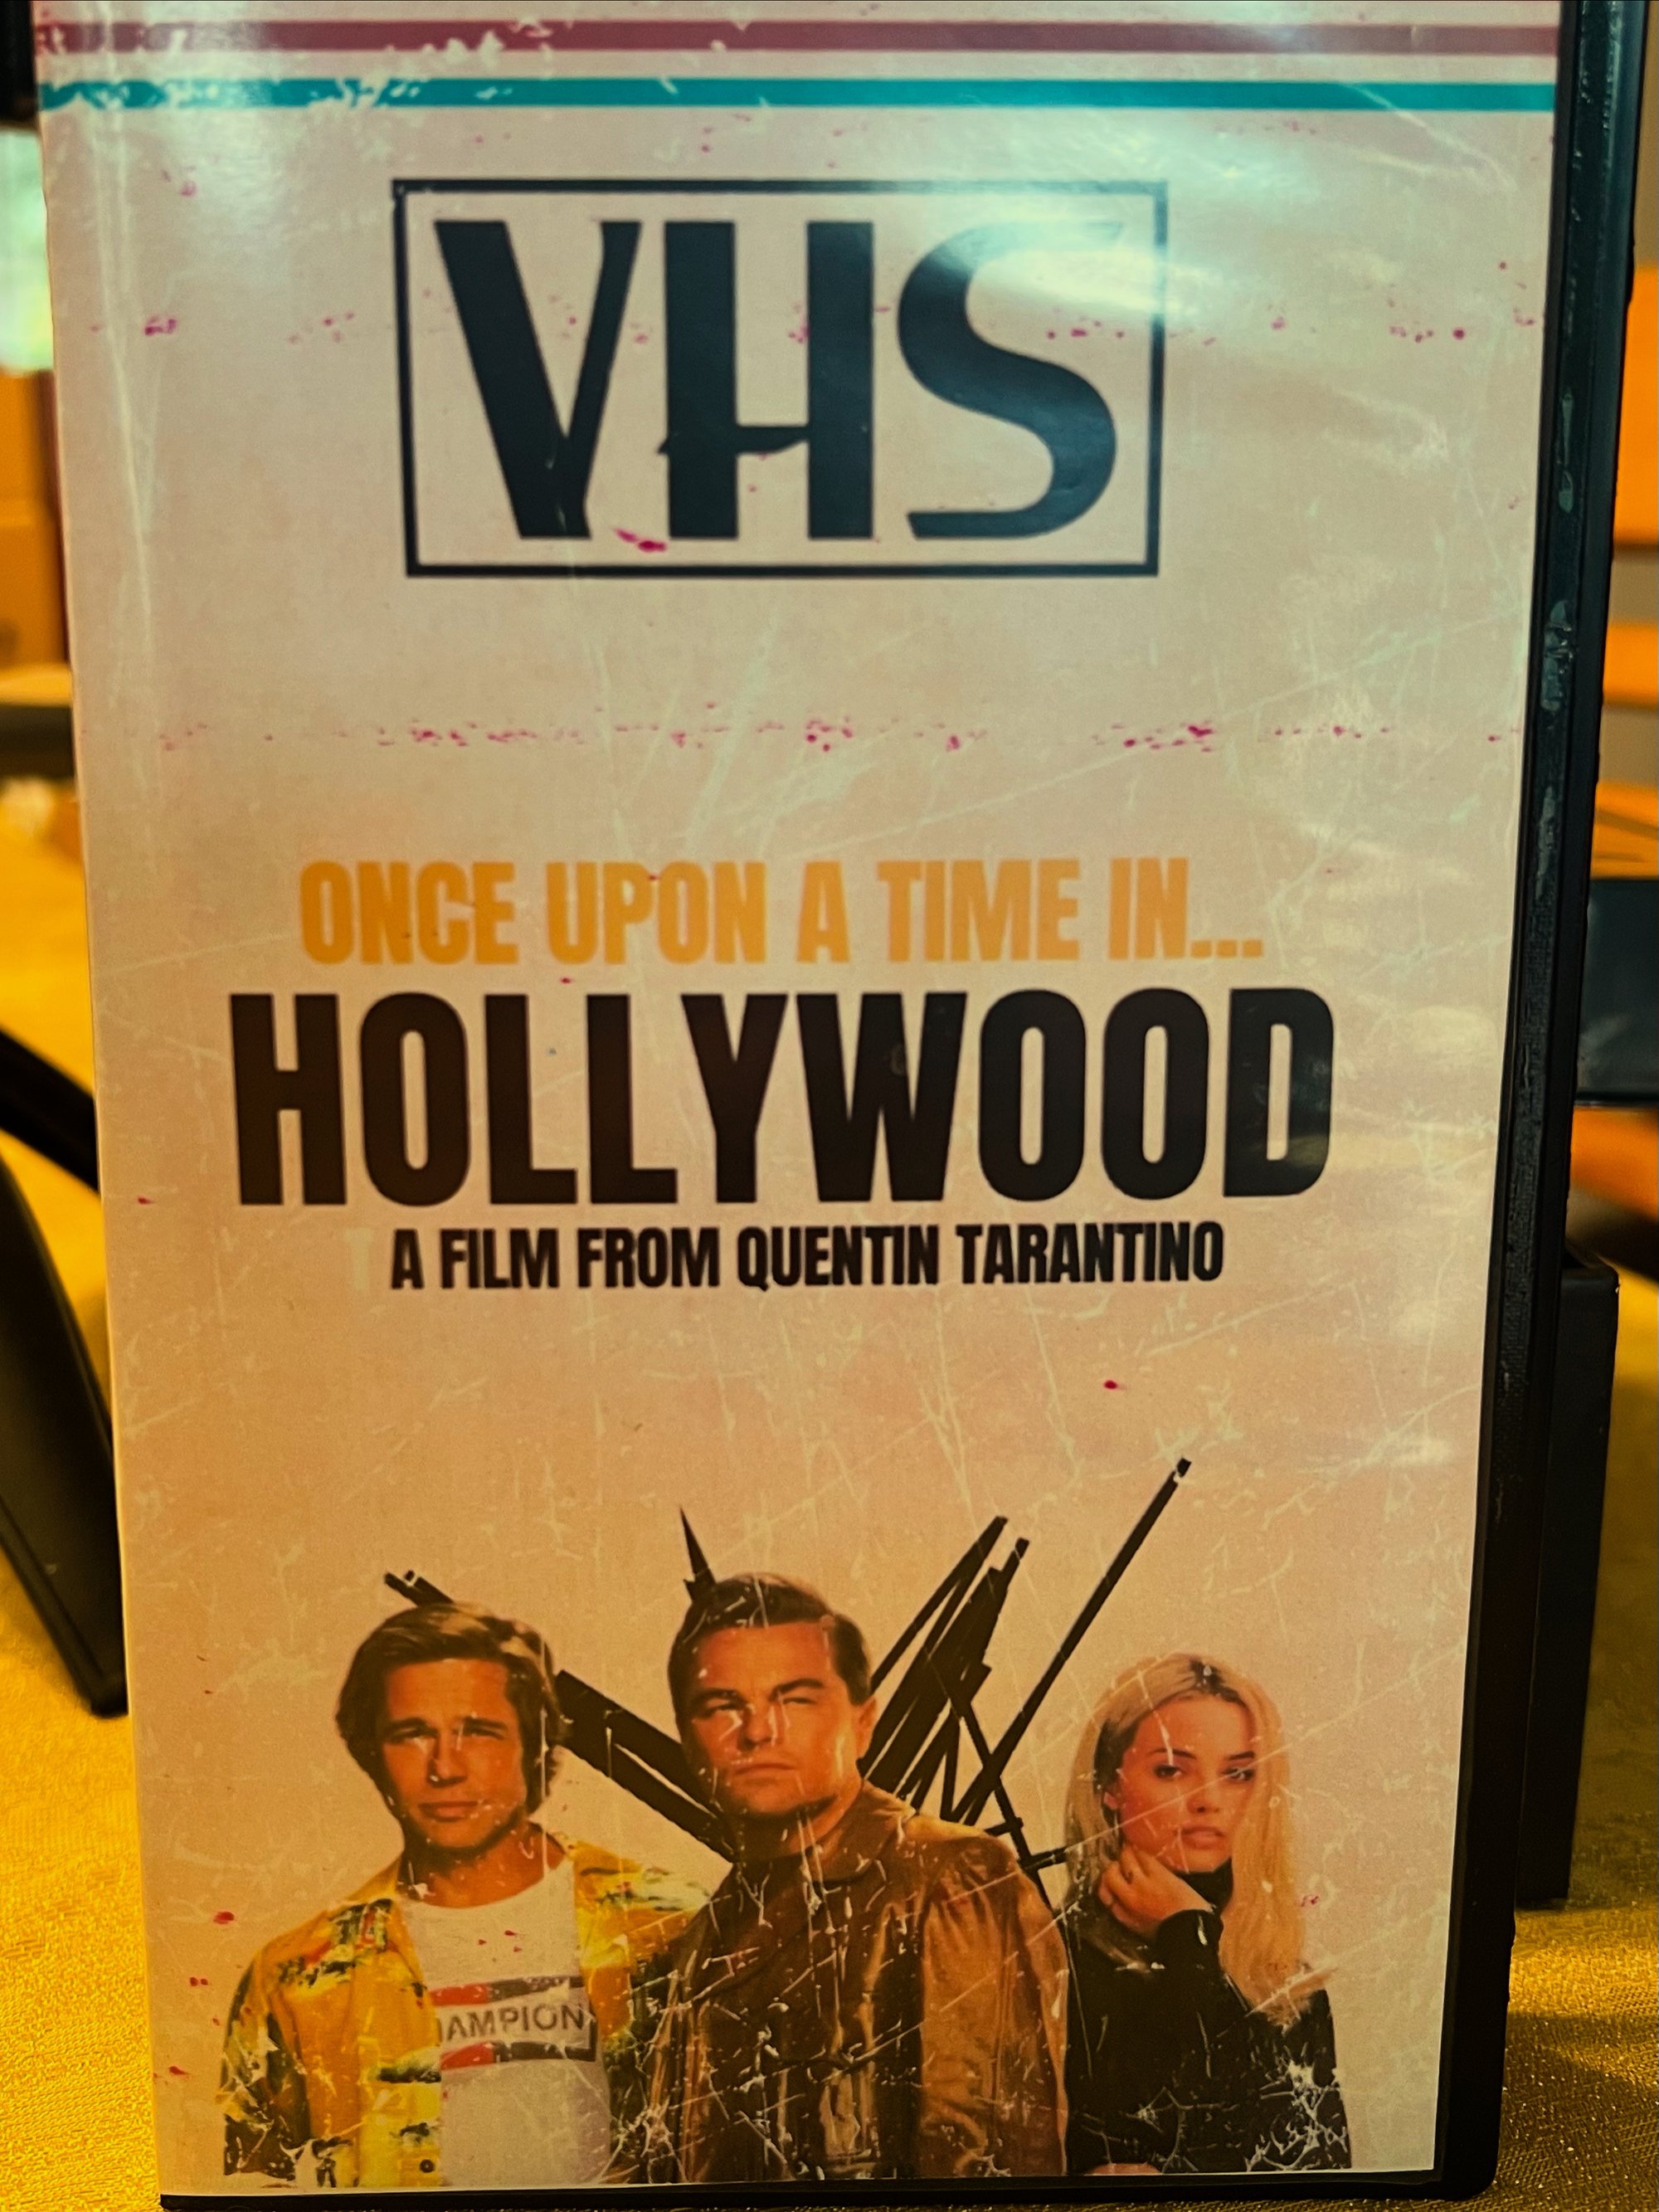 VHS
ONCE UPON A TIME IN...
HOLLYWOOD
A FILM FROM QUENTIN TARANTINO
AMPION